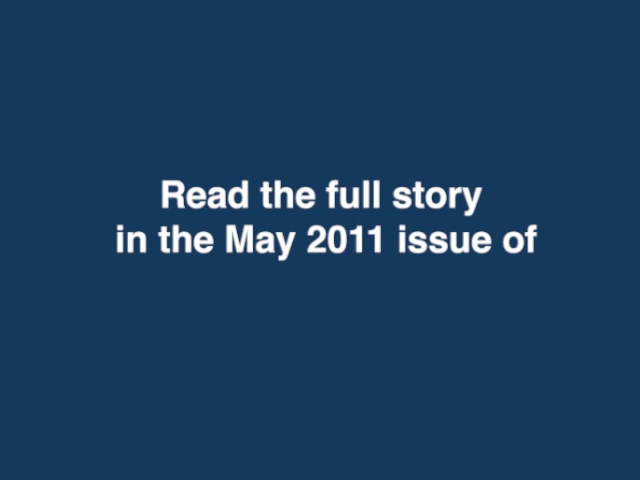 Read the full story
in the May 2011 issue of